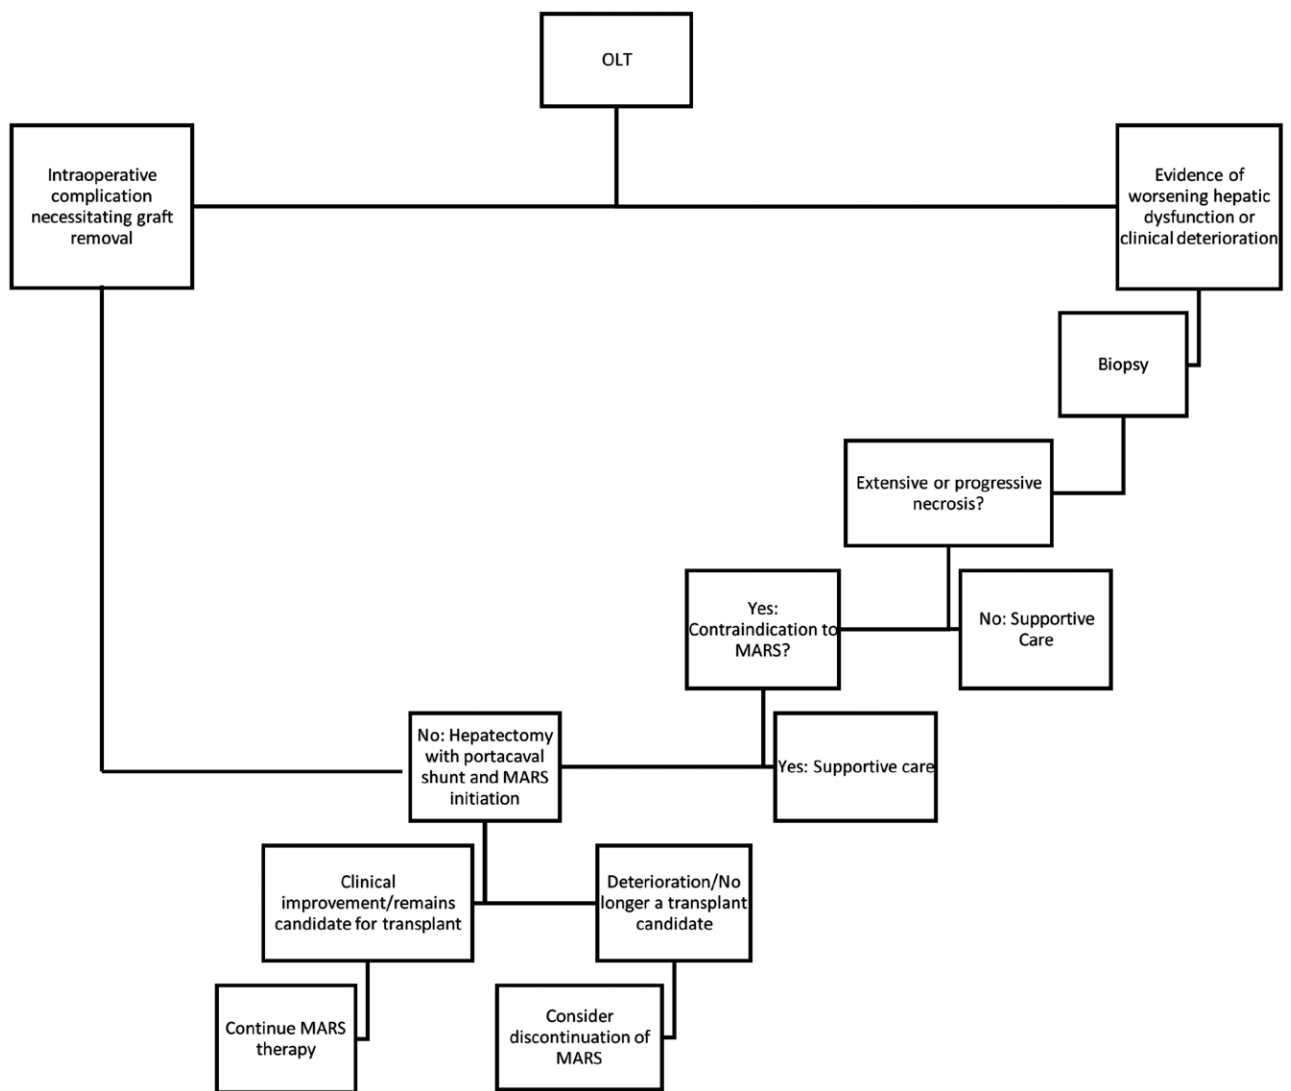 OLT
Intraoperative
complication
necessitating graft
removal
Evidence of
worsening hepatic
dysfunction or
clinical deterioration
Biopsy
Extensive or progressive
necrosis?
Yes:
Contraindication to
MARS?
No: Supportive
Care
No: Hepatectomy
with portacaval
shunt and MARS
initiation
Yes: Supportive care
Clinical
improvement/remains
candidate for transplant
Deterioration/No
longer a transplant
candidate
Continue MARS
therapy
Consider
discontinuation of
MARS